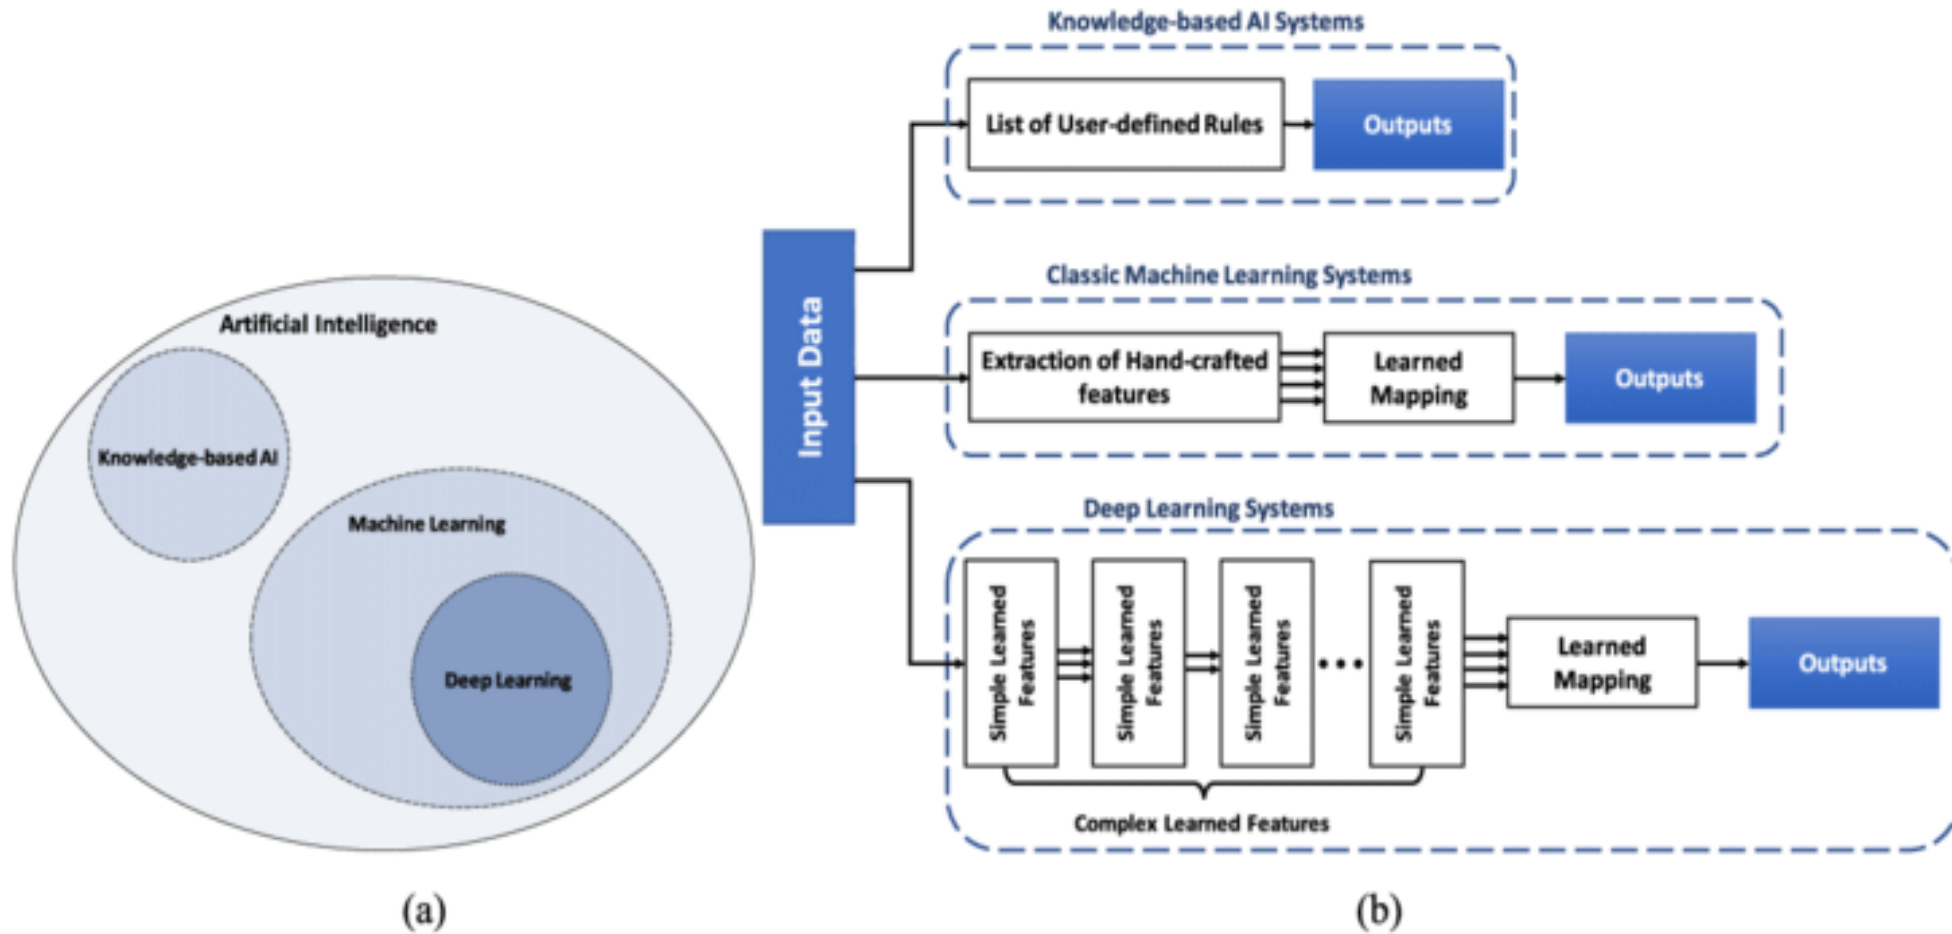 Artificial Intelligence
Knowledge-based AI
Machine Learning
Deep Learning
(a)
Input Data
Knowledge-based AI Systems
List of User-defined Rules
Outputs
Classic Machine Learning Systems
Extraction of Hand-crafted
features
Learned
Mapping
Outputs
Deep Learning Systems
Simple Learned
Features
Simple Learned
Features
Simple Learned
Features
Simple Learned
Features
Learned
Mapping
Outputs
Complex Learned Features
(b)